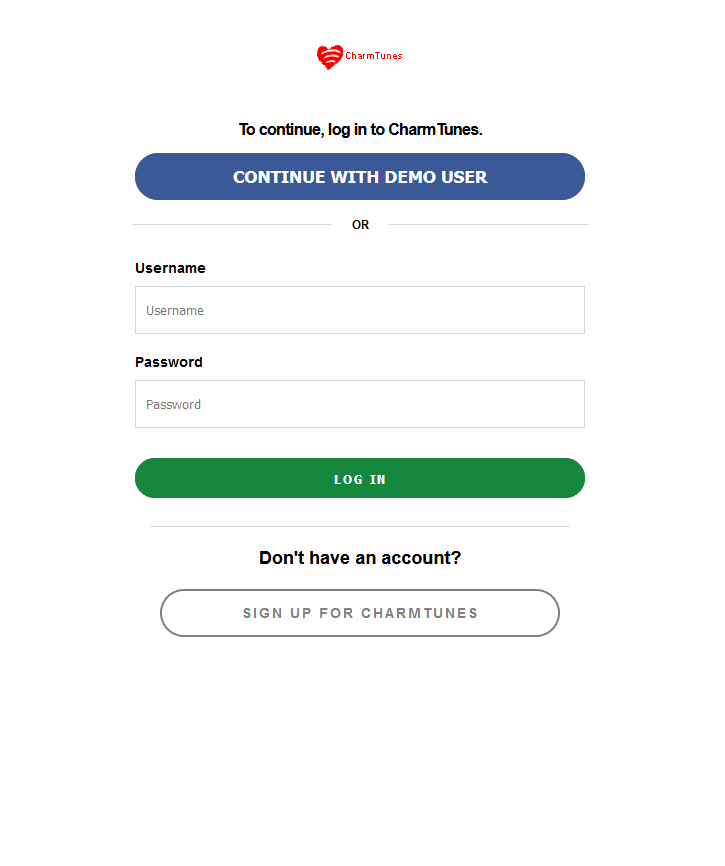 CharmTunes
To continue, log in to CharmTunes.
CONTINUE WITH DEMO USER
OR
Username
Username
Password
Password
LOG IN
Don't have an account?
SIGN UP FOR CHARMTUNES